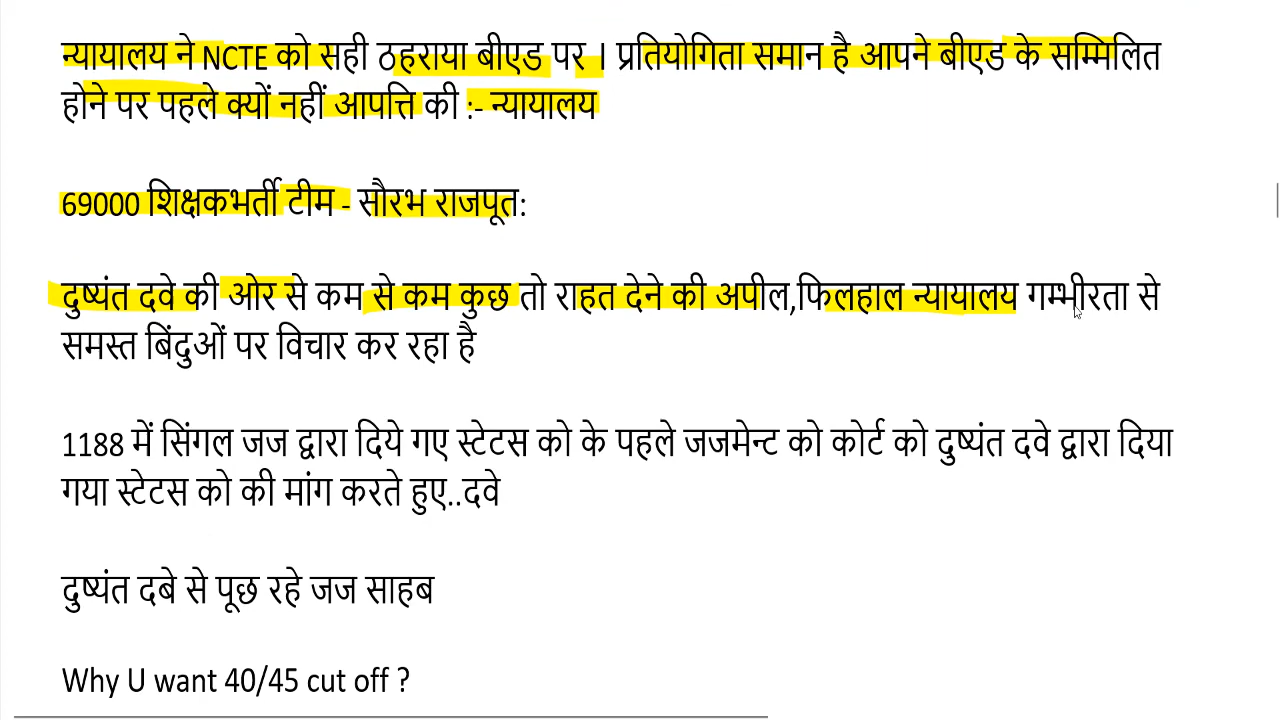 न्यायालय ने NCTE को सही ठहराया बीएड पर । प्रतियोगिता समान है आपने बीएड के सम्मिलित
होने पर पहले क्यों नहीं आपत्ति की :- न्यायालय
69000 शिक्षकभर्ती टीम - सौरभ राजपूत:
दुष्यंत दवे की ओर से कम से कम कुछ तो राहत देने की अपील,फिलहाल न्यायालय गम्भीरता से
समस्त बिंदुओं पर विचार कर रहा है
1188 में सिंगल जज द्वारा दिये गए स्टेटस को के पहले जजमेन्ट को कोर्ट को दुष्यंत दवे द्वारा दिया
गया स्टेटस को की मांग करते हुए..दवे
दुष्यंत दबे से पूछ रहे जज साहब
Why U want 40/45 cut off ?